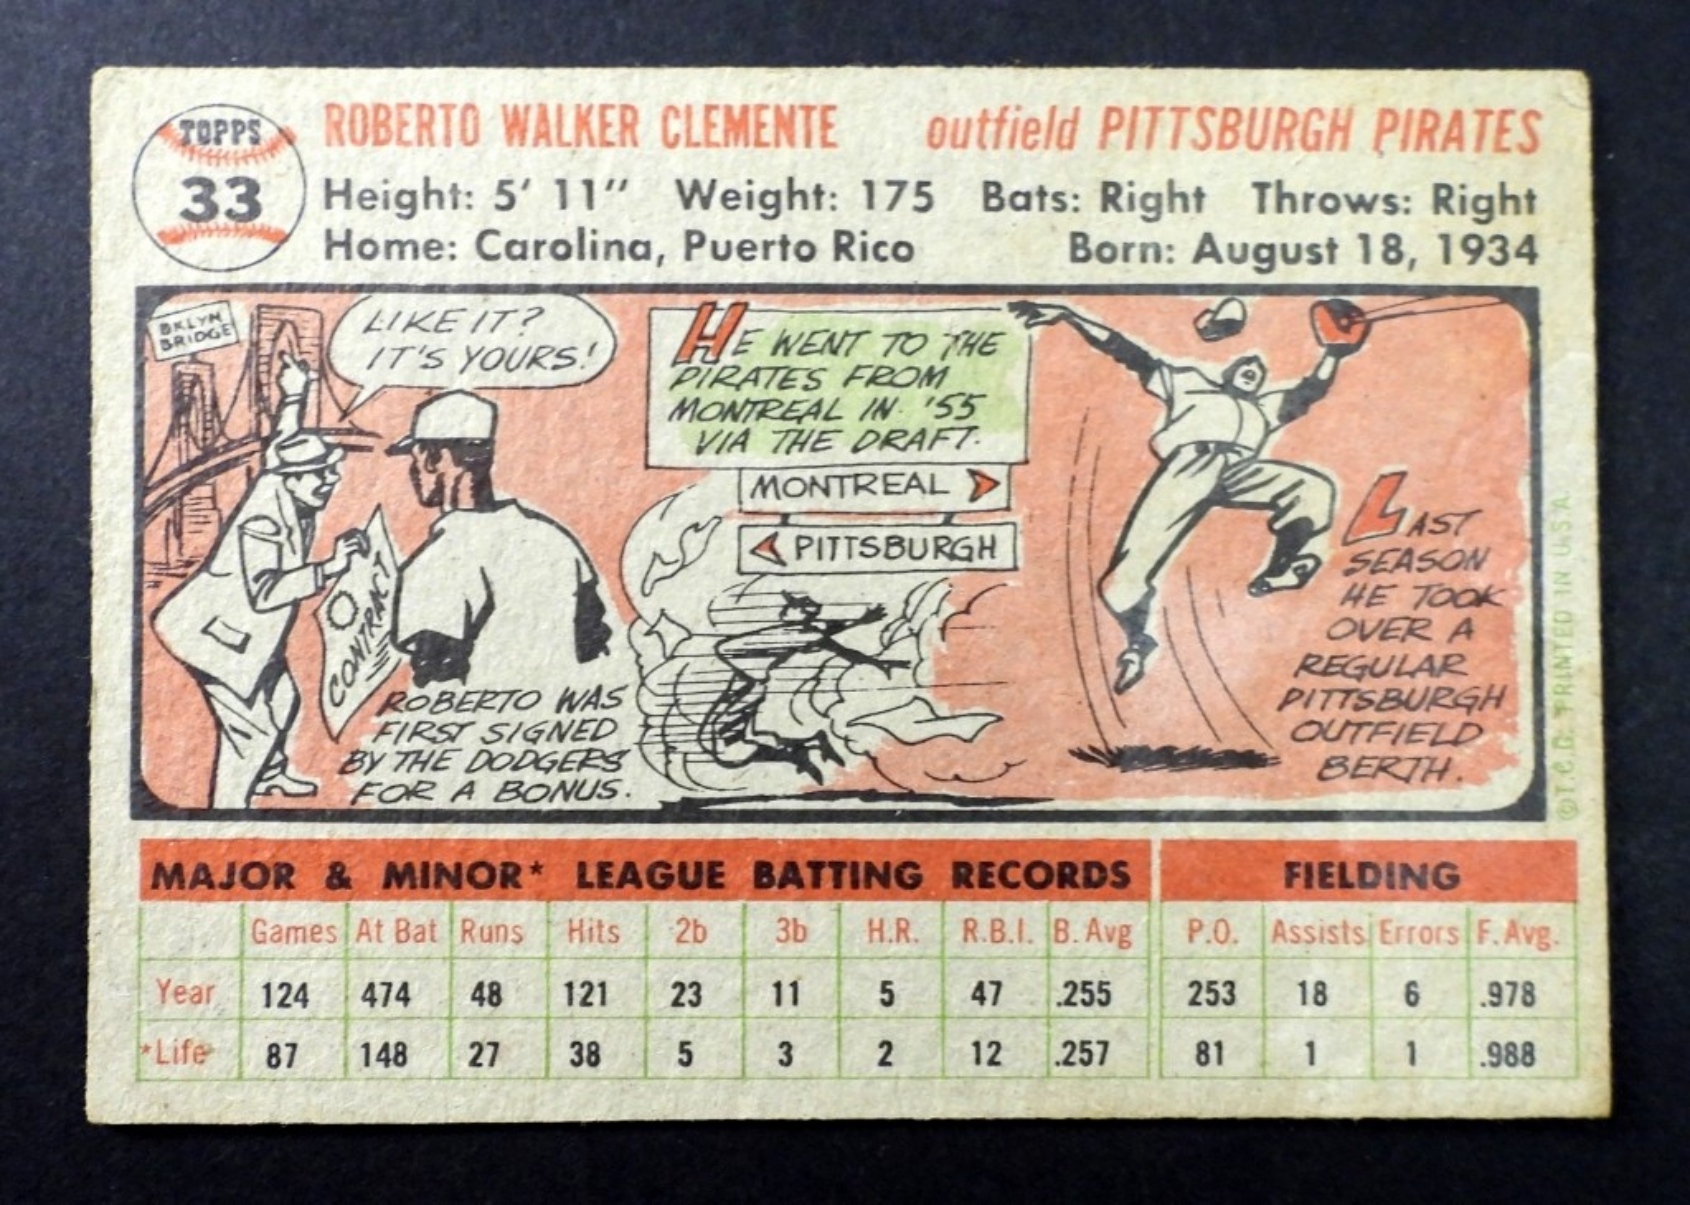 TOPPS
33
ROBERTO WALKER CLEMENTE outfield PITTSBURGH PIRATES
Height: 5' 11" Weight: 175 Bats: Right Throws: Right
Home: Carolina, Puerto Rico Born: August 18, 1934
BKLYN
BRIDGE
LIKE IT?
IT'S YOURS!
CONTRACT
ROBERTO WAS
FIRST SIGNED
BY THE DODGERS
FOR A BONUS.
HE WENT TO THE
PIRATES FROM
MONTREAL IN '55
VIA THE DRAFT.
MONTREAL
PITTSBURGH
LAST
SEASON
HE TOOK
OVER A
REGULAR
PITTSBURGH
OUTFIELD
BERTH.
©T.C.G. PRINTED IN U.S.A.
MAJOR & MINOR* LEAGUE BATTING RECORDS FIELDING
Games At Bat Runs Hits 2b 3b H.R. R.B.I. B. Avg P.O. Assists Errors F. Avg.
Year 124 474 48 121 23 11 5 47 .255 253 18 6 .978
*Life 87 148 27 38 5 3 2 12 .257 81 1 1 .988